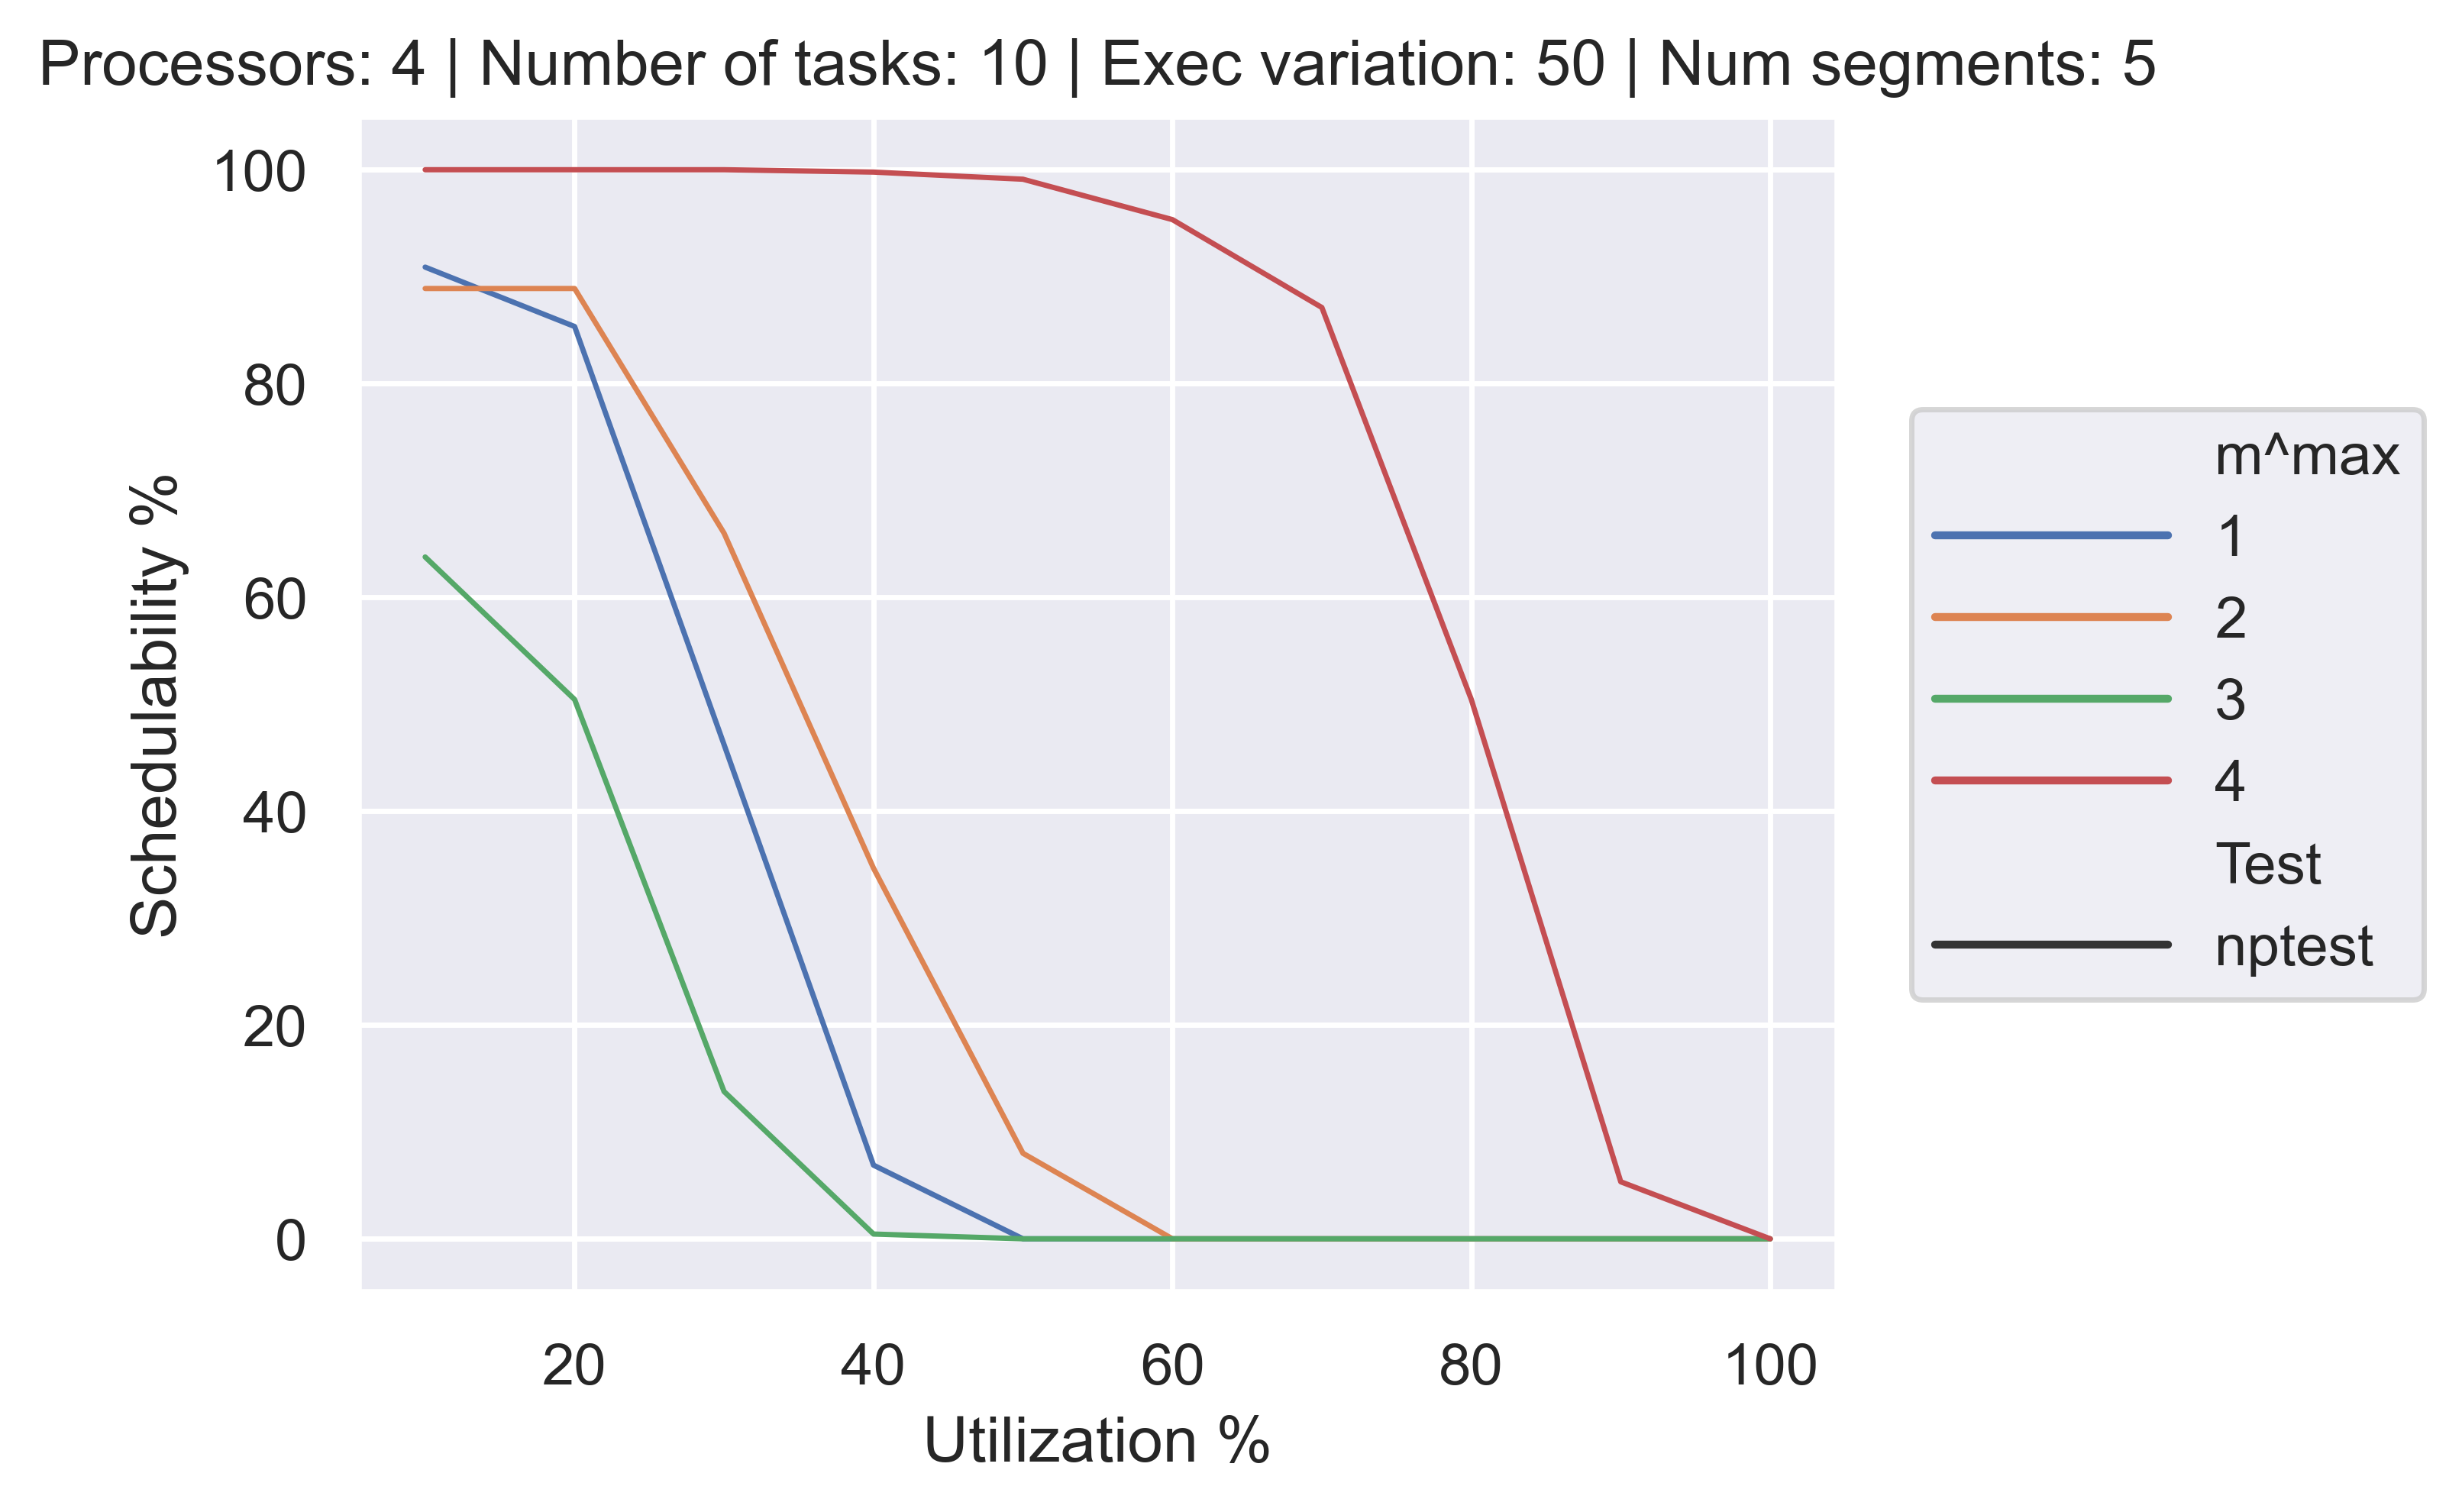 Processors: 4 | Number of tasks: 10 | Exec variation: 50 | Num segments: 5
100
80
60
40
20
0
Schedulability %
20 40 60 80 100
Utilization %
m^max
1
2
3
4
Test
nptest